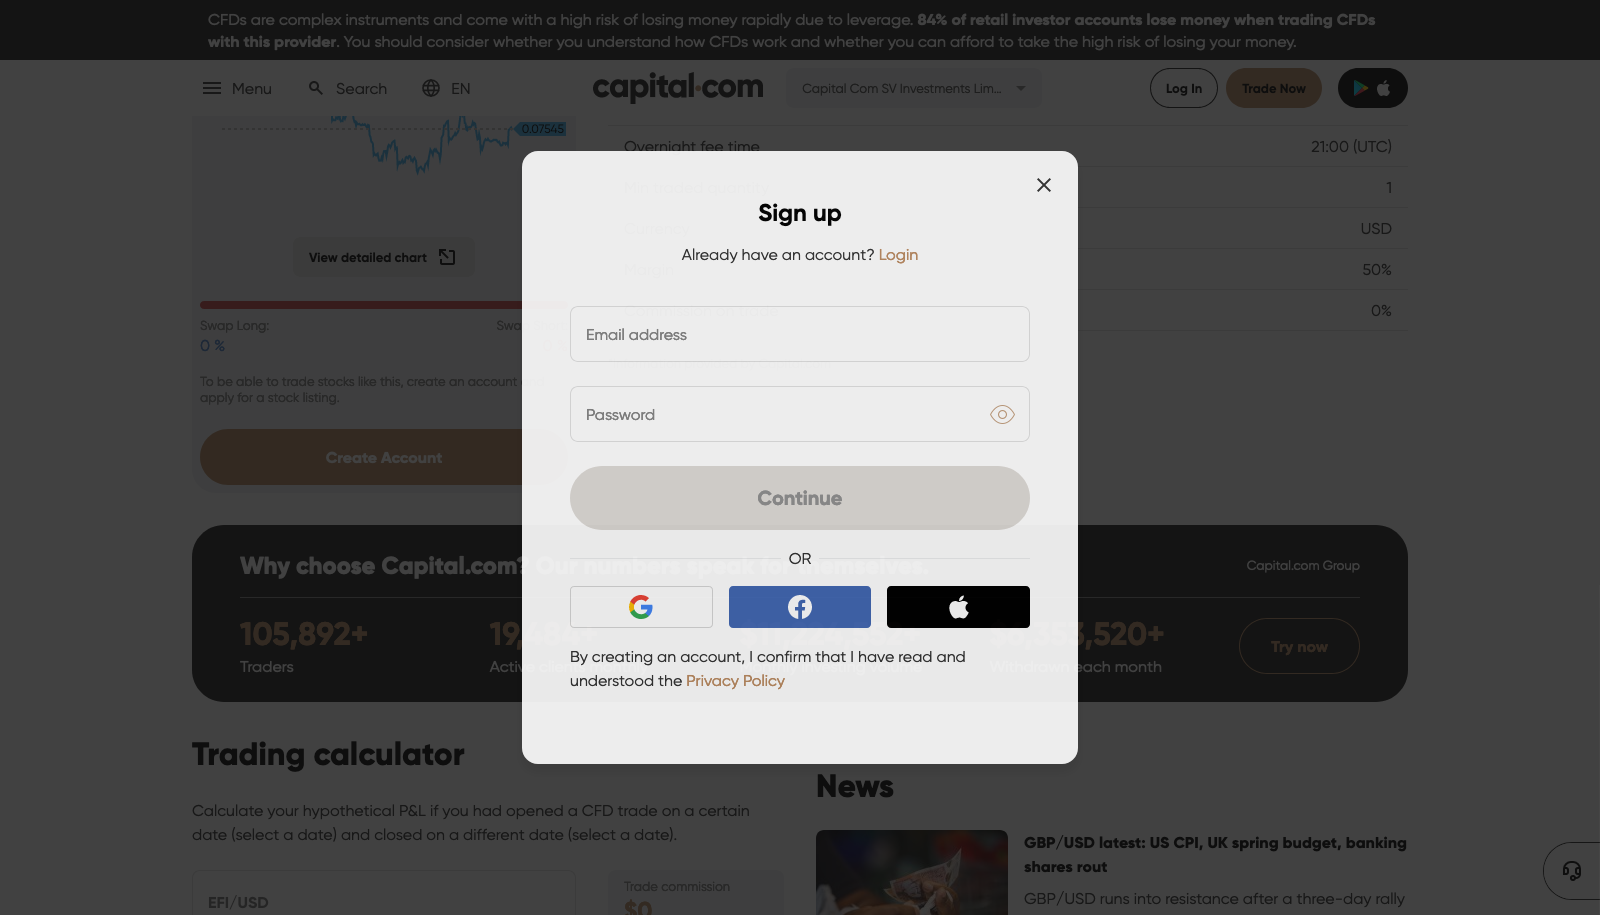 CFDs are complex instruments and come with a high risk of losing money rapidly due to leverage. 84% of retail investor accounts lose money when trading CFDs
with this provider. You should consider whether you understand how CFDs work and whether you can afford to take the high risk of losing your money.
Menu
Search
EN
capital.com
Capital Com SV Investments Lim...
Log In
Trade Now
0.07545
Overnight fee time
21:00 (UTC)
1
USD
50%
0%
View detailed chart
Swap Long:
0 %
To be able to trade stocks like this, create an account
apply for a stock listing.
Create Account
Sign up
Already have an account? Login
Email address
Password
Continue
OR
By creating an account, I confirm that I have read and
understood the Privacy Policy
Why choose Capital.com? Our numbers speak for themselves.
Capital.com Group
105,892+
Traders
each month
Try now
Trading calculator
Calculate your hypothetical P&L if you had opened a CFD trade on a certain
date (select a date) and closed on a different date (select a date).
EFI/USD
Trade commission
$0
News
GBP/USD latest: US CPI, UK spring budget, banking
shares rout
GBP/USD runs into resistance after a three-day rally